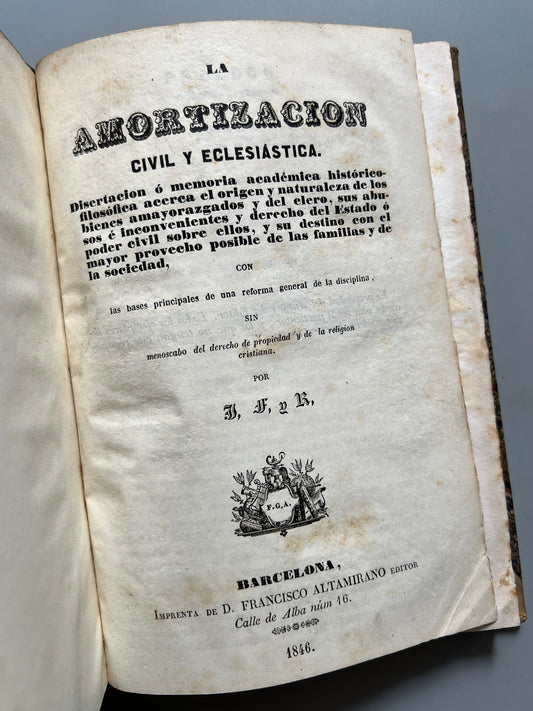 LA
AMORTIZACION
CIVIL Y ECLESIÁSTICA.
Disertacion ó memoria académica histórico-
filosófica acerca el origen y naturaleza de los
bienes amayorazgados y del clero, sus abu-
sos é inconvenientes y derecho del Estado ó
poder civil sobre ellos, y su destino con el
mayor provecho posible de las familias y de
la sociedad,
CON
las bases principales de una reforma general de la disciplina,
SIN
menoscabo del derecho de propiedad y de la religion
cristiana.
POR
J, F, y R,
F.G.A.
BARCELONA,
IMPRENTA DE D. FRANCISCO ALTAMIRANO EDITOR
Calle de Alba núm 16.
1846.